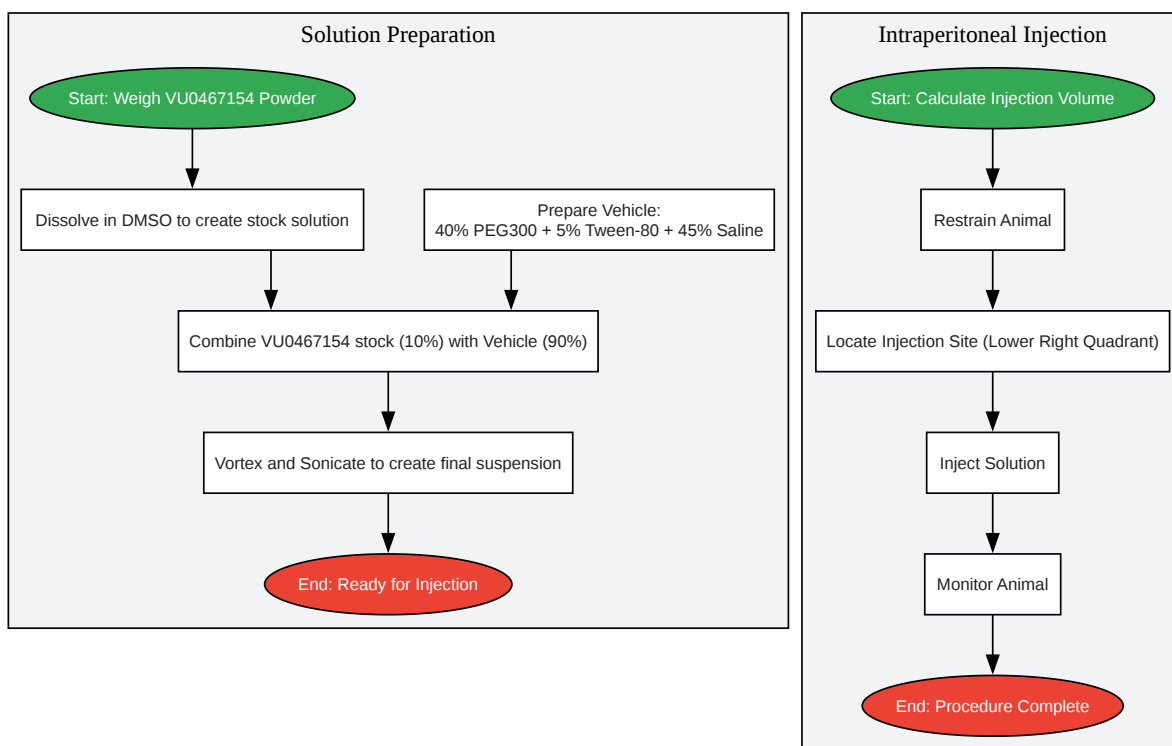 Solution Preparation
Start: Weigh VU0467154 Powder
Dissolve in DMSO to create stock solution
Prepare Vehicle:
40% PEG300 + 5% Tween-80 + 45% Saline
Combine VU0467154 stock (10%) with Vehicle (90%)
Vortex and Sonicate to create final suspension
End: Ready for Injection
Intraperitoneal Injection
Start: Calculate Injection Volume
Restrain Animal
Locate Injection Site (Lower Right Quadrant)
Inject Solution
Monitor Animal
End: Procedure Complete